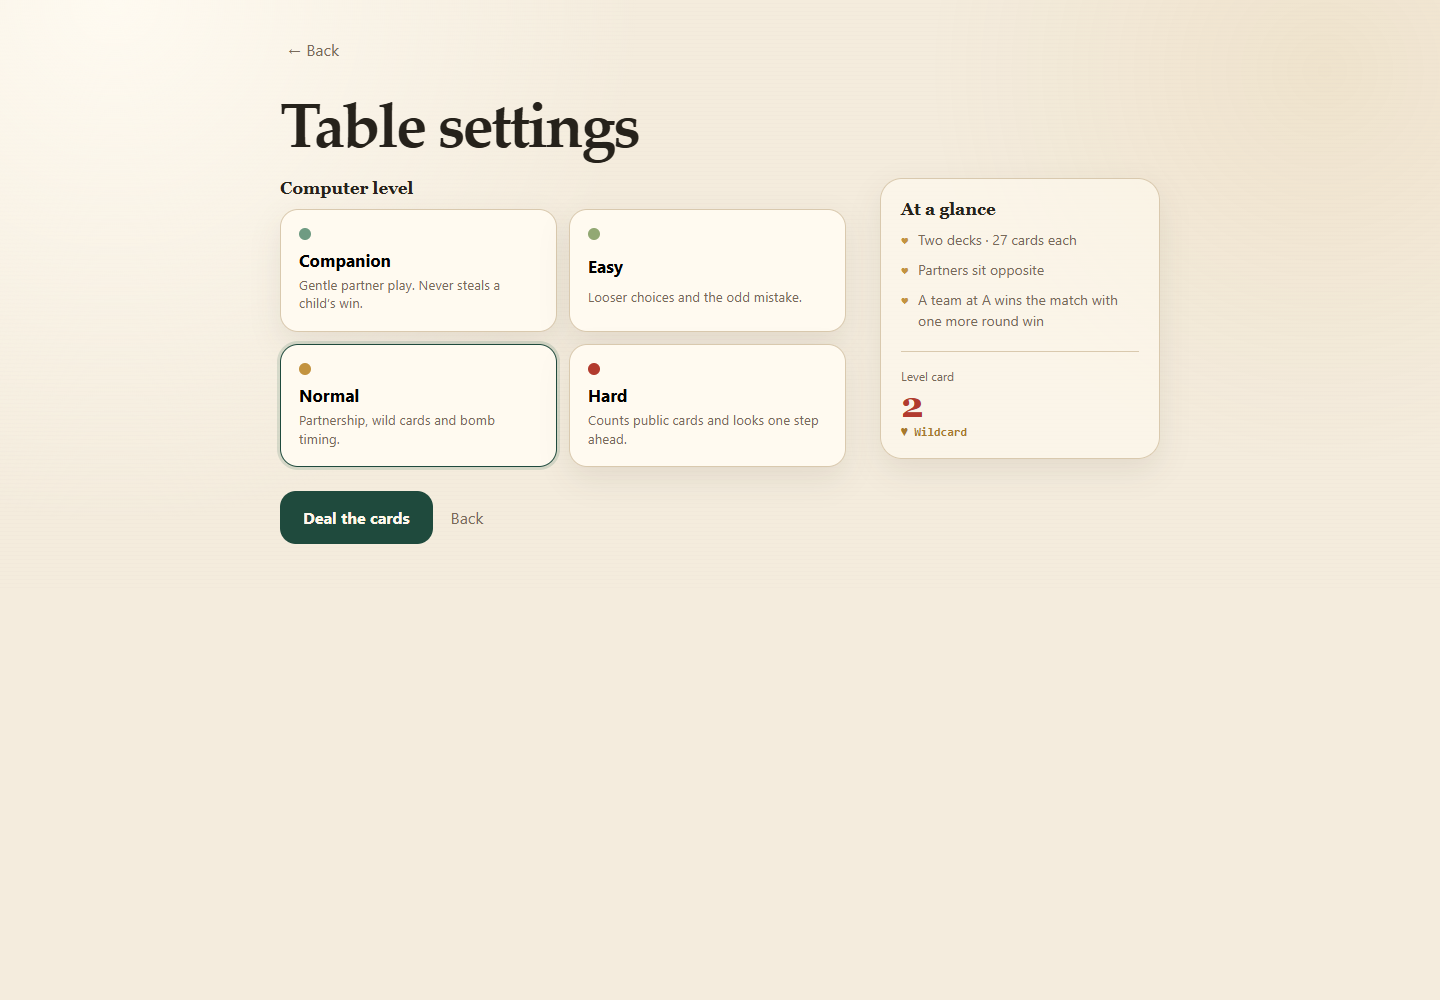 ← Back
Table settings
Computer level
Companion
Gentle partner play. Never steals a
child's win.
Easy
Looser choices and the odd mistake.
Normal
Partnership, wild cards and bomb
timing.
Hard
Counts public cards and looks one step
ahead.
Deal the cards
Back
At a glance
♥ Two decks · 27 cards each
♥ Partners sit opposite
♥ A team at A wins the match with
one more round win
Level card
2
♥ Wildcard